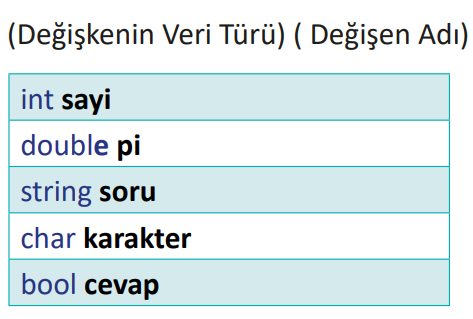 (Değişkenin Veri Türü) ( Değişen Adı)
int sayi
double pi
string soru
char karakter
bool cevap